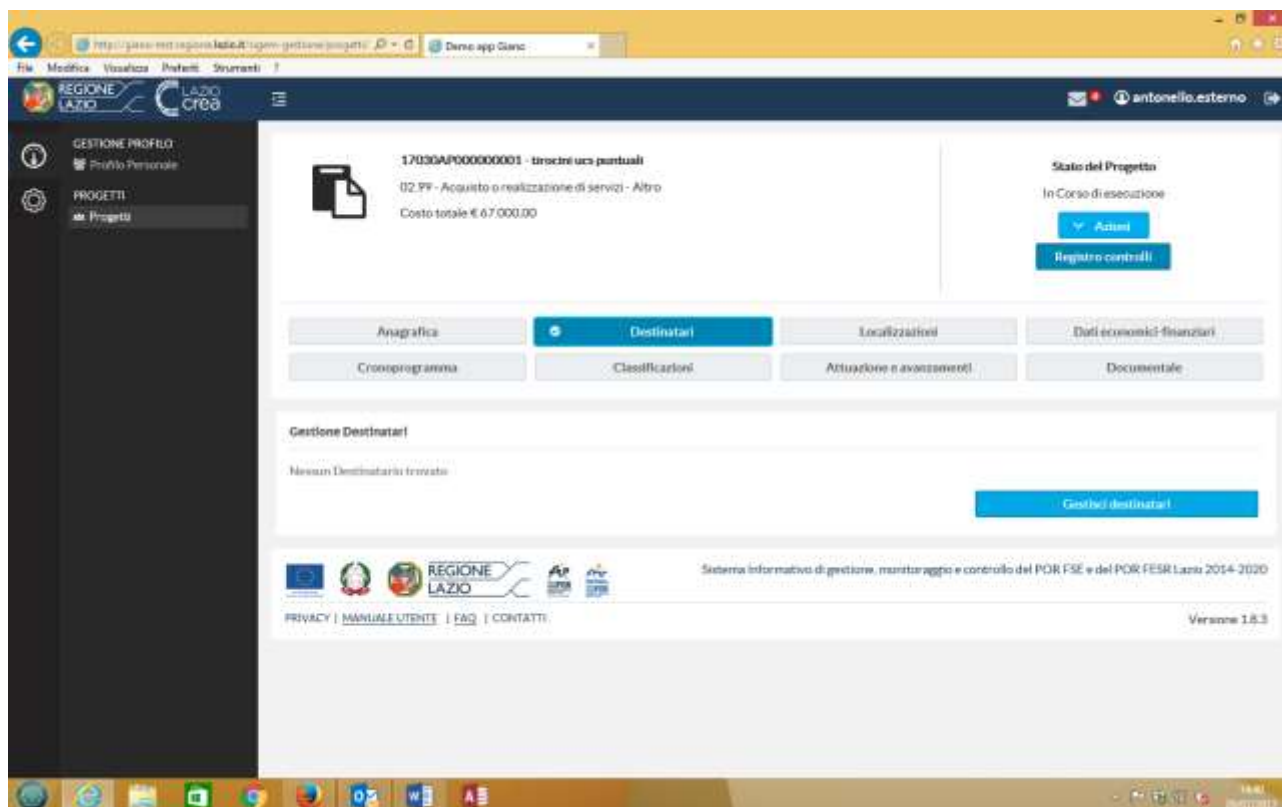 Demo app Giano
File Modifica Visualizza Preferiti Strumenti ?
REGIONE LAZIO
LAZIO crea
antonello.esterno
GESTIONE PROFILO
Profilo Personale
PROGETTI
Progetti
17030AP000000001 - tirocini ucs puntuali
02.99 - Acquisto o realizzazione di servizi - Altro
Costo totale € 67.000,00
Stato del Progetto
In Corso di esecuzione
Azioni
Registro controlli
Anagrafica
Destinatari
Localizzazioni
Dati economici-finanziari
Cronoprogramma
Classificazioni
Attuazione e avanzamenti
Documentale
Gestione Destinatari
Nessun Destinatario trovato
Gestisci destinatari
REGIONE LAZIO
Sistema Informativo di gestione, monitoraggio e controllo del POR FSE e del POR FESR Lazio 2014-2020
PRIVACY | MANUALE UTENTE | FAQ | CONTATTI
Versione 1.8.3